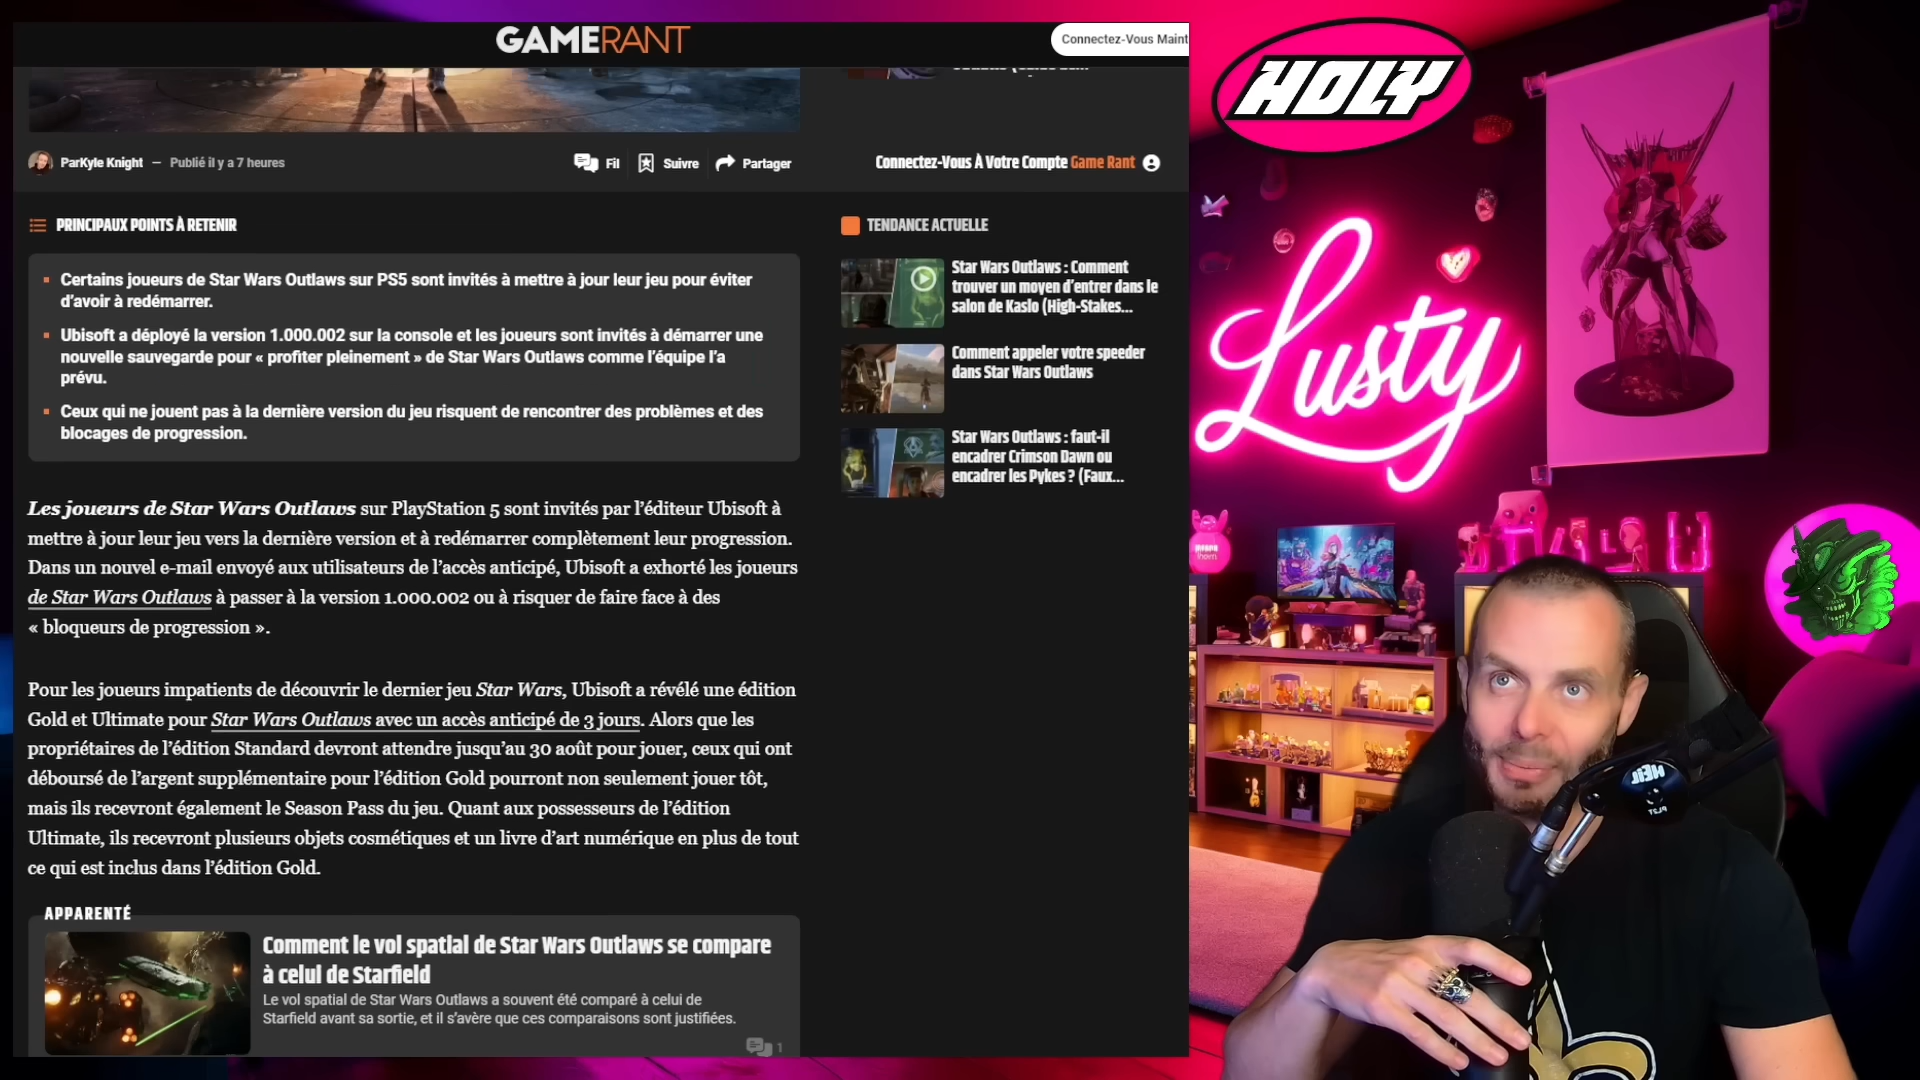 GAMERANT
Connectez-Vous Maint
ParKyle Knight — Publié il y a 7 heures
Fil
Suivre
Partager
Connectez-Vous À Votre Compte Game Rant
PRINCIPAUX POINTS À RETENIR
Certains joueurs de Star Wars Outlaws sur PS5 sont invités à mettre à jour leur jeu pour éviter
d'avoir à redémarrer.
Ubisoft a déployé la version 1.000.002 sur la console et les joueurs sont invités à démarrer une
nouvelle sauvegarde pour « profiter pleinement » de Star Wars Outlaws comme l'équipe l'a
prévu.
Ceux qui ne jouent pas à la dernière version du jeu risquent de rencontrer des problèmes et des
blocages de progression.
Les joueurs de Star Wars Outlaws sur PlayStation 5 sont invités par l'éditeur Ubisoft à
mettre à jour leur jeu vers la dernière version et à redémarrer complètement leur progression.
Dans un nouvel e-mail envoyé aux utilisateurs de l'accès anticipé, Ubisoft a exhorté les joueurs
de Star Wars Outlaws à passer à la version 1.000.002 ou à risquer de faire face à des
« bloqueurs de progression ».
Pour les joueurs impatients de découvrir le dernier jeu Star Wars, Ubisoft a révélé une édition
Gold et Ultimate pour Star Wars Outlaws avec un accès anticipé de 3 jours. Alors que les
propriétaires de l'édition Standard devront attendre jusqu'au 30 août pour jouer, ceux qui ont
déboursé de l'argent supplémentaire pour l'édition Gold pourront non seulement jouer tôt,
mais ils recevront également le Season Pass du jeu. Quant aux possesseurs de l'édition
Ultimate, ils recevront plusieurs objets cosmétiques et un livre d'art numérique en plus de tout
ce qui est inclus dans l'édition Gold.
APPARENTÉ
Comment le vol spatial de Star Wars Outlaws se compare
à celui de Starfield
Le vol spatial de Star Wars Outlaws a souvent été comparé à celui de
Starfield avant sa sortie, et il s'avère que ces comparaisons sont justifiées.
1
TENDANCE ACTUELLE
Star Wars Outlaws : Comment
trouver un moyen d'entrer dans le
salon de Kaslo (High-Stakes...
Comment appeler votre speeder
dans Star Wars Outlaws
Star Wars Outlaws : faut-il
encadrer Crimson Dawn ou
encadrer les Pykes ? (Faux...
HOLY
Lusty